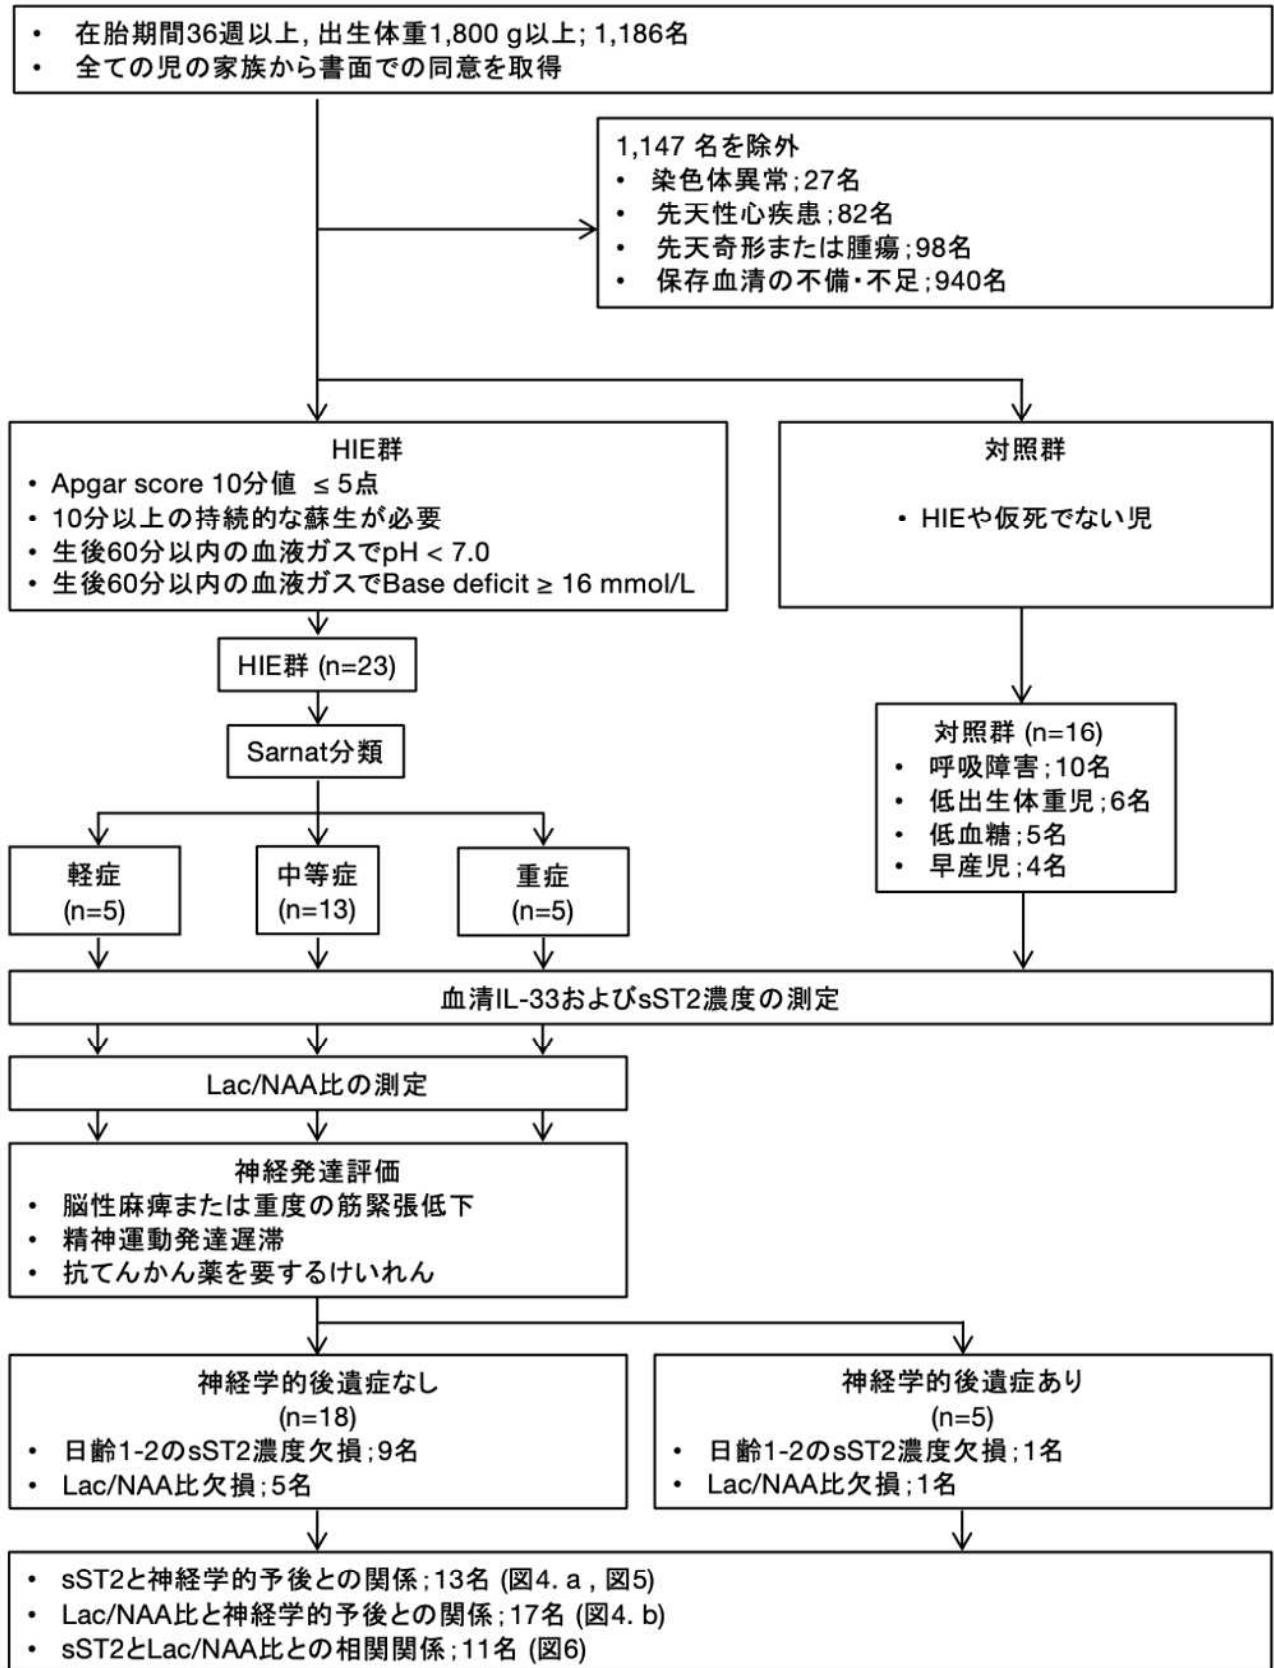 • 在胎期間36週以上, 出生体重1,800 g以上; 1,186名
• 全ての児の家族から書面での同意を取得
1,147 名を除外
• 染色体異常;27名
• 先天性心疾患;82名
• 先天奇形または腫瘍;98名
• 保存血清の不備・不足;940名
HIE群
• Apgar score 10分値 ≤ 5点
• 10分以上の持続的な蘇生が必要
• 生後60分以内の血液ガスでpH < 7.0
• 生後60分以内の血液ガスでBase deficit ≥ 16 mmol/L
対照群
• HIEや仮死でない児
HIE群 (n=23)
Sarnat分類
対照群 (n=16)
• 呼吸障害;10名
• 低出生体重児;6名
• 低血糖;5名
• 早産児;4名
軽症
(n=5)
中等症
(n=13)
重症
(n=5)
血清IL-33およびsST2濃度の測定
Lac/NAA比の測定
神経発達評価
• 脳性麻痺または重度の筋緊張低下
• 精神運動発達遅滞
• 抗てんかん薬を要するけいれん
神経学的後遺症なし
(n=18)
• 日齢1-2のsST2濃度欠損;9名
• Lac/NAA比欠損;5名
神経学的後遺症あり
(n=5)
• 日齢1-2のsST2濃度欠損;1名
• Lac/NAA比欠損;1名
• sST2と神経学的予後との関係;13名 (図4. a , 図5)
• Lac/NAA比と神経学的予後との関係;17名 (図4. b)
• sST2とLac/NAA比との相関関係;11名 (図6)